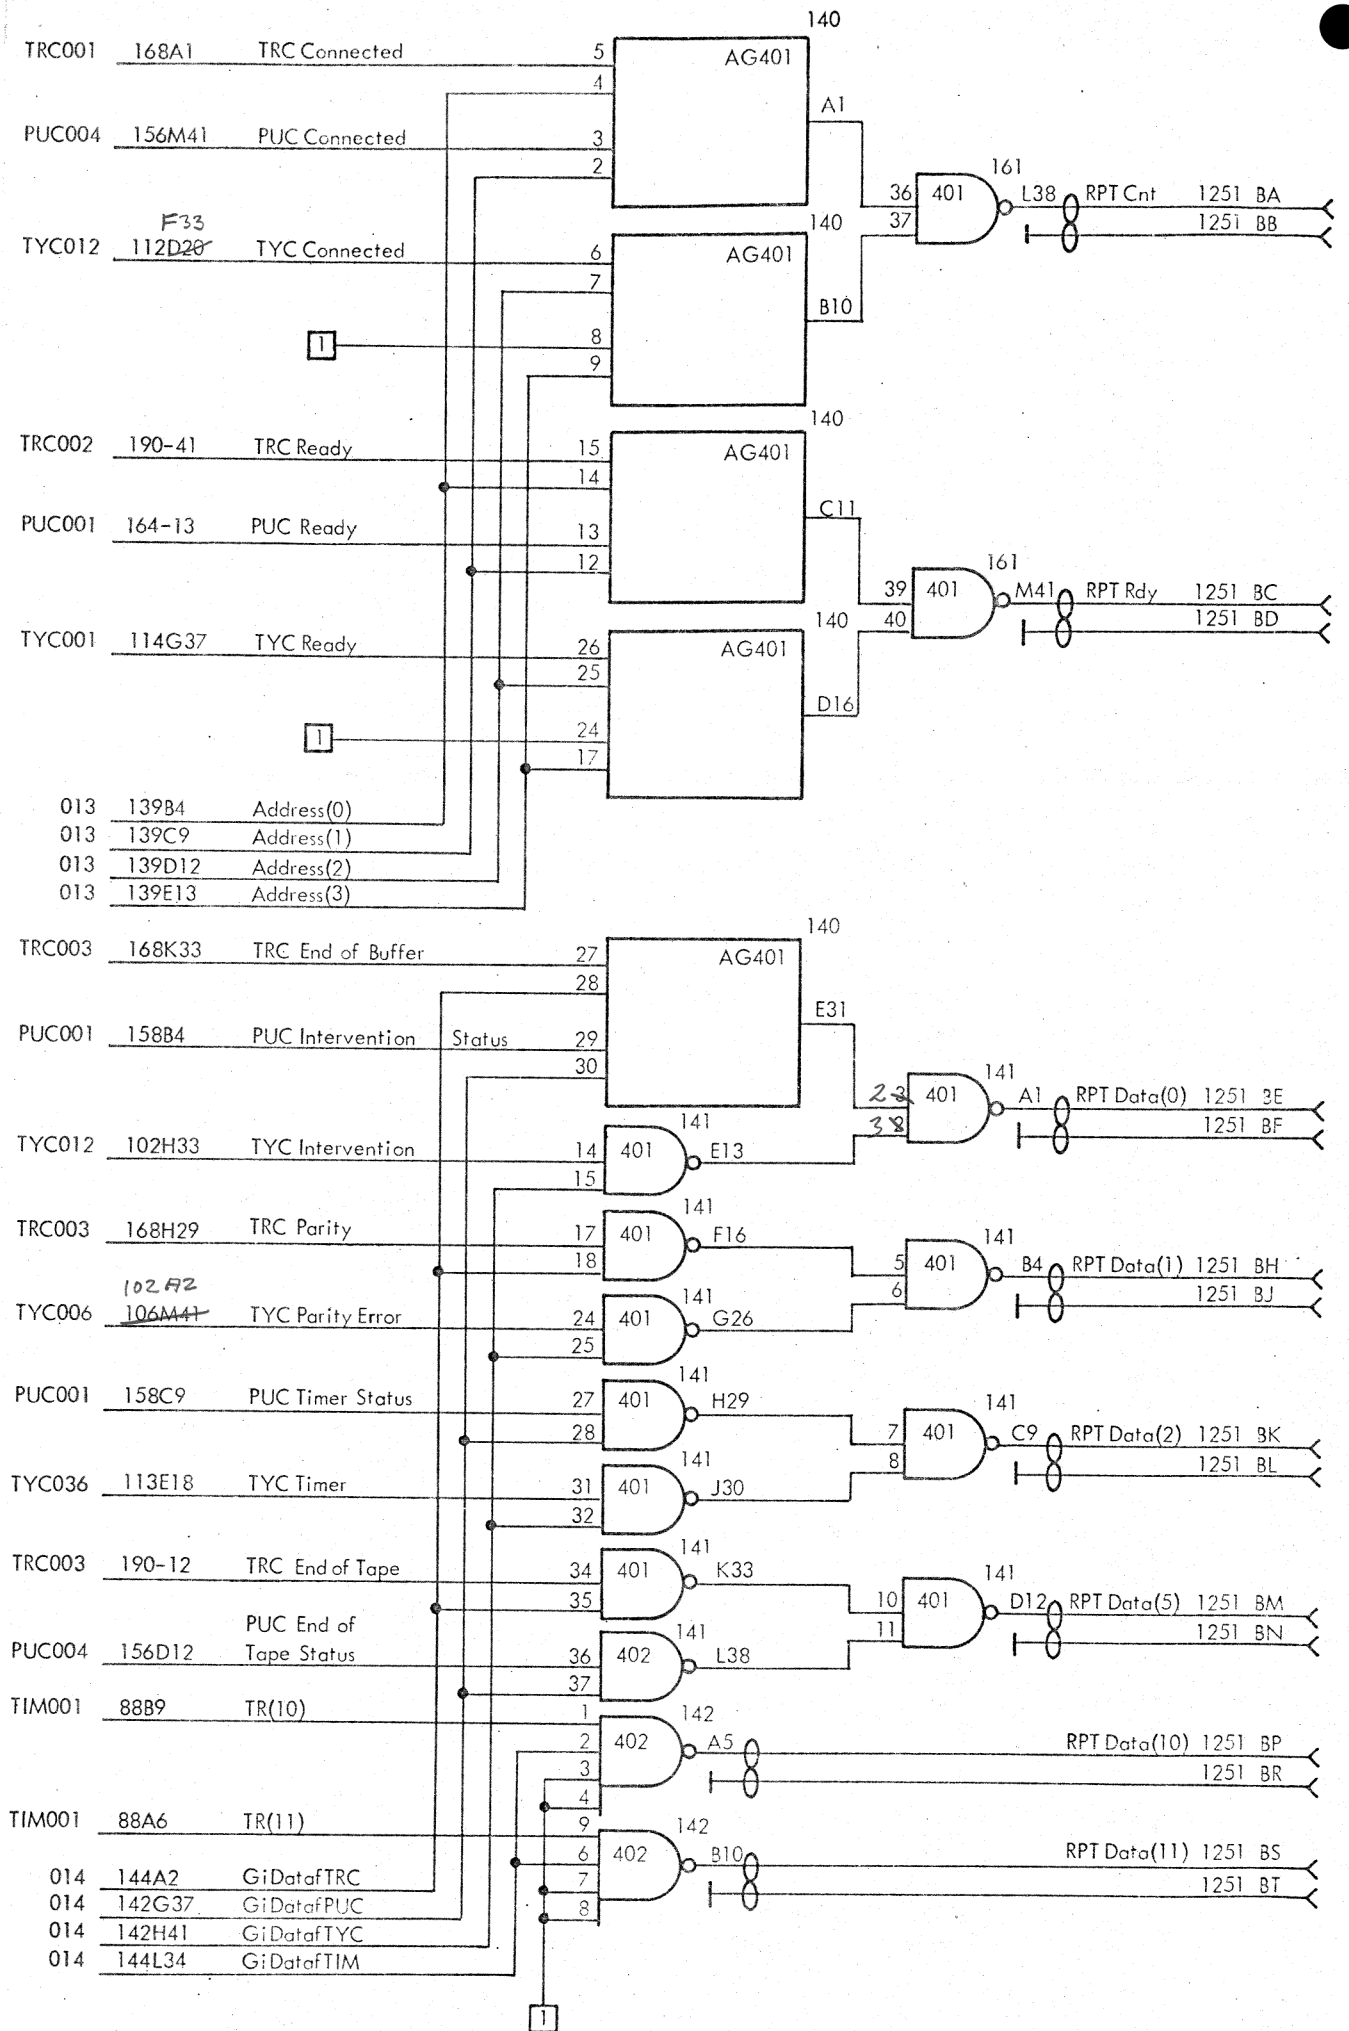 140
TRC001 168A1 TRC Connected 5 AG401
4
A1
PUC004 156M41 PUC Connected 3
2
161
36 401 L38 RPT Cnt 1251 BA
37 1251 BB
F33
140
TYC012 112D20 TYC Connected 6 AG401
7
B10
1 8
9
140
TRC002 190-41 TRC Ready 15 AG401
14
C11
PUC001 164-13 PUC Ready 13
12
161
39 401 M41 RPT Rdy 1251 BC
40 1251 BD
140
TYC001 114G37 TYC Ready 26 AG401
25
D16
1 24
17
013 139B4 Address(0)
013 139C9 Address(1)
013 139D12 Address(2)
013 139E13 Address(3)
140
TRC003 168K33 TRC End of Buffer 27 AG401
28
E31
PUC001 158B4 PUC Intervention Status 29
30
141
2 401 A1 RPT Data(0) 1251 BE
3 1251 BF
141
TYC012 102H33 TYC Intervention 14 401 E13
15
141
TRC003 168H29 TRC Parity 17 401 F16
18
141
5 401 B4 RPT Data(1) 1251 BH
6 1251 BJ
102A2
141
TYC006 106M41 TYC Parity Error 24 401 G26
25
141
PUC001 158C9 PUC Timer Status 27 401 H29
28
141
7 401 C9 RPT Data(2) 1251 BK
8 1251 BL
141
TYC036 113E18 TYC Timer 31 401 J30
32
141
TRC003 190-12 TRC End of Tape 34 401 K33
35
141
10 401 D12 RPT Data(5) 1251 BM
11 1251 BN
PUC End of
141
PUC004 156D12 Tape Status 36 402 L38
37
142
TIM001 88B9 TR(10) 1
2 402 A5 RPT Data(10) 1251 BP
3 1251 BR
4
142
TIM001 88A6 TR(11) 9
6 402 B10 RPT Data(11) 1251 BS
7 1251 BT
8
014 144A2 GiDatafTRC
014 142G37 GiDatafPUC
014 142H41 GiDatafTYC
014 144L34 GiDatafTIM
1